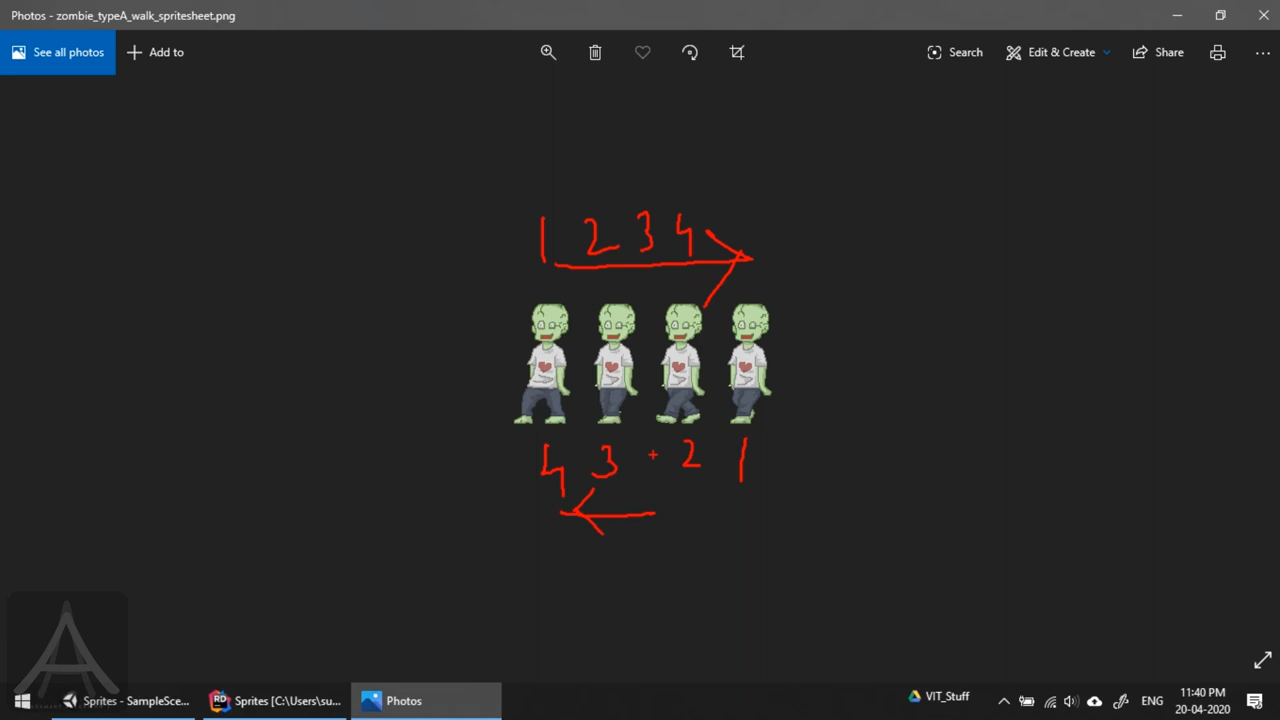 Photos - zombie_typeA_walk_spritesheet.png
See all photos
Add to
Search
Edit & Create
Share
1 2 3 4
4 3 2 1
Sprites - SampleSce...
RD
Sprites [C:\Users\su...
Photos
VIT_Stuff
ENG
11:40 PM
20-04-2020